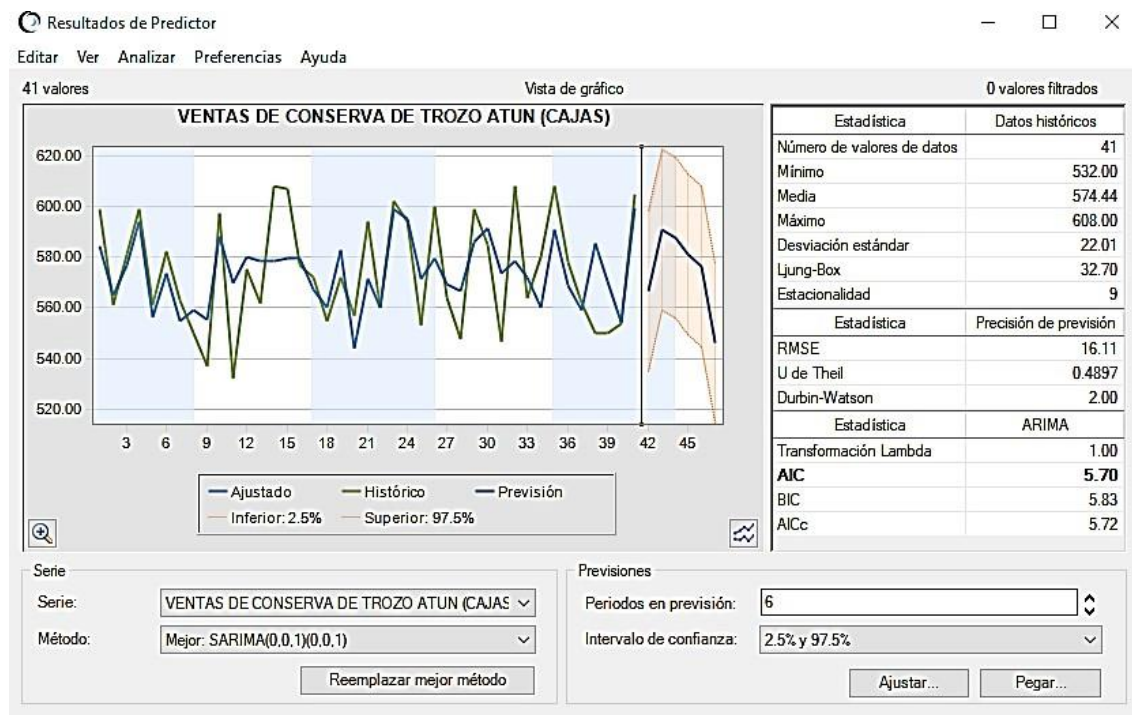 Resultados de Predictor
Editar Ver Analizar Preferencias Ayuda
41 valores
Vista de gráfico
0 valores filtrados
VENTAS DE CONSERVA DE TROZO ATUN (CAJAS)
620.00
600.00
580.00
560.00
540.00
520.00
3 6 9 12 15 18 21 24 27 30 33 36 39 42 45
Ajustado Histórico Previsión
Inferior: 2.5% Superior: 97.5%
Estadística Datos históricos
Número de valores de datos 41
Mínimo 532.00
Media 574.44
Máximo 608.00
Desviación estándar 22.01
Ljung-Box 32.70
Estacionalidad 9
Estadística Precisión de previsión
RMSE 16.11
U de Theil 0.4897
Durbin-Watson 2.00
Estadística ARIMA
Transformación Lambda 1.00
AIC 5.70
BIC 5.83
AICc 5.72
Serie
Serie: VENTAS DE CONSERVA DE TROZO ATUN (CAJAS
Método: Mejor: SARIMA(0,0,1)(0,0,1)
Reemplazar mejor método
Previsiones
Periodos en previsión: 6
Intervalo de confianza: 2.5% y 97.5%
Ajustar... Pegar...